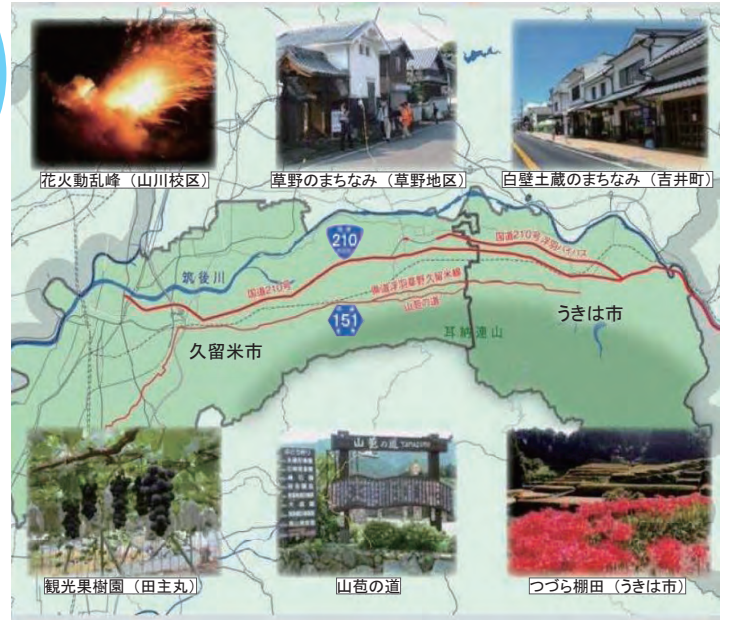 花火動乱峰（山川校区）
草野のまちなみ（草野地区）
白壁土蔵のまちなみ（吉井町）
国道
210
国道210号浮羽バイパス
筑後川
国道210号
県道浮羽草野久留米線
151
山苞の道
うきは市
耳納連山
久留米市
山苞の道
観光果樹園（田主丸）
山苞の道
つづら棚田（うきは市）